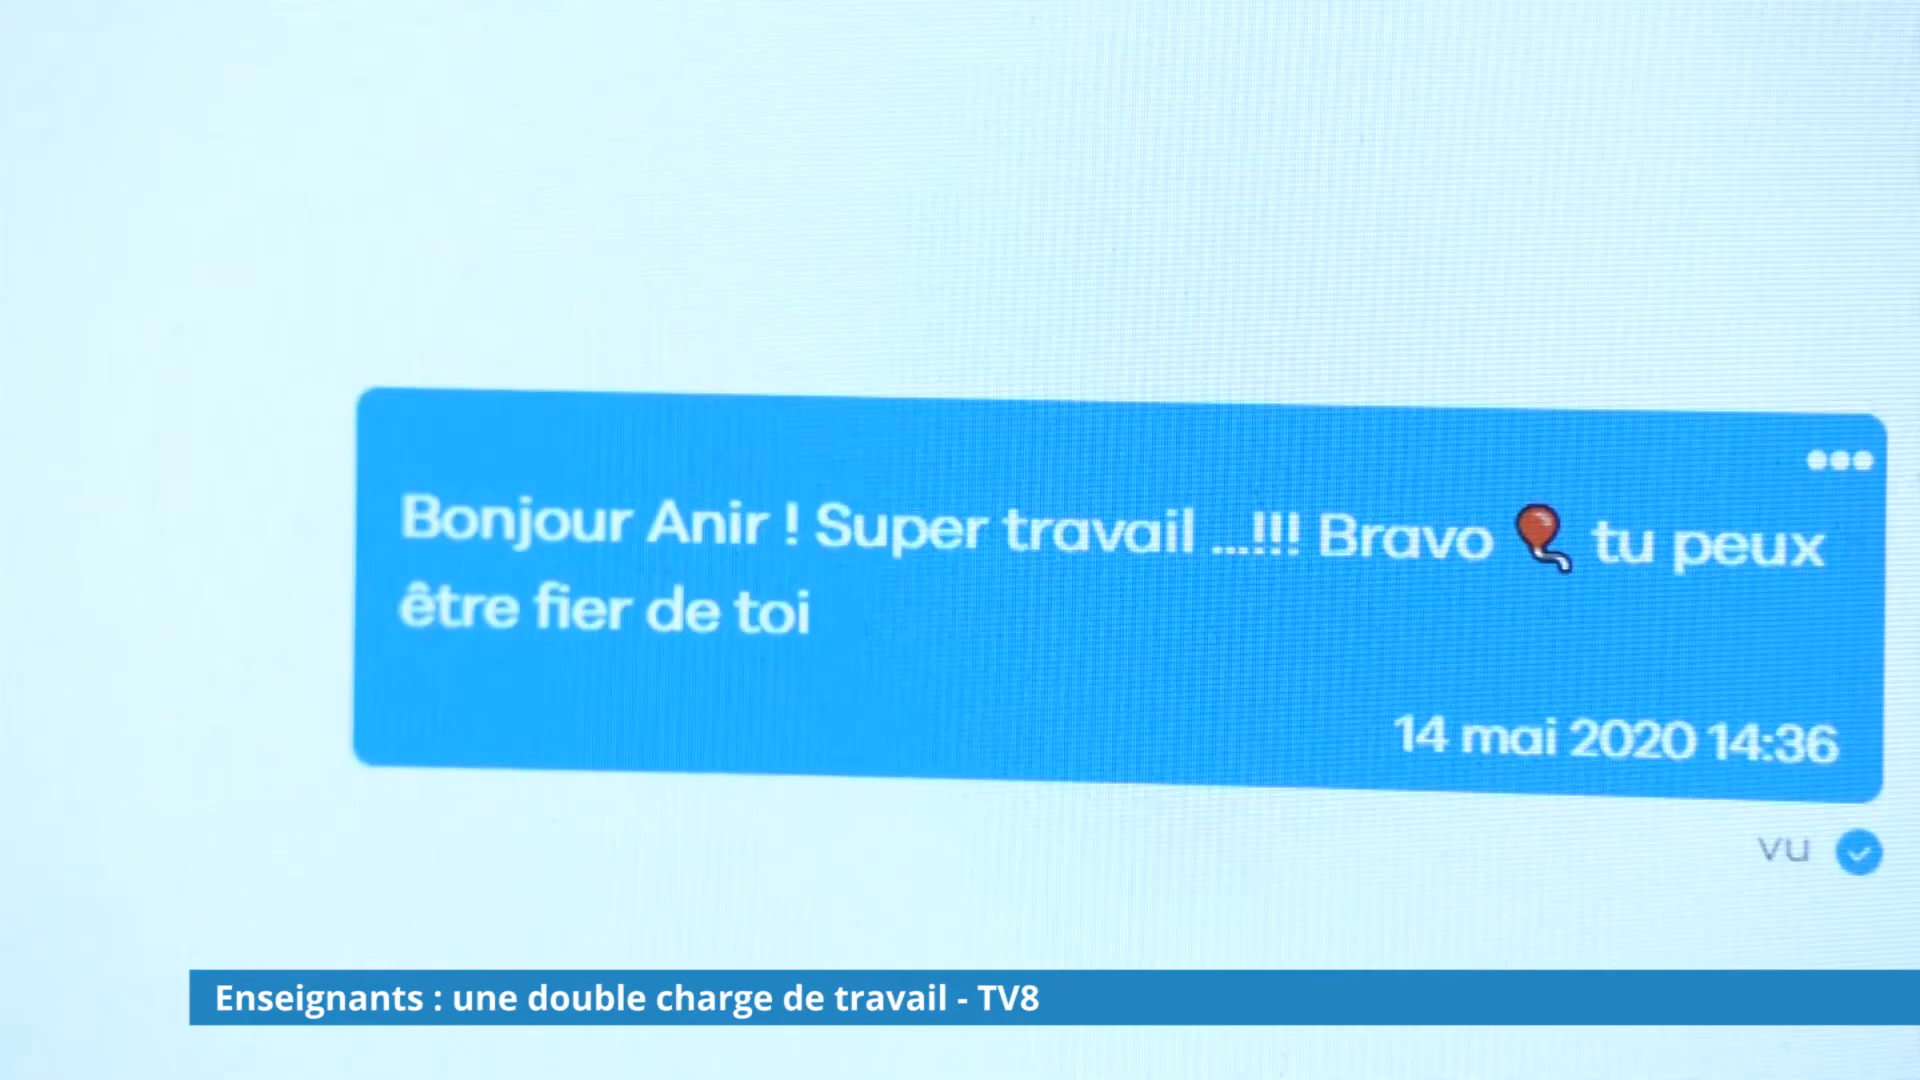 Bonjour Anir ! Super travail ...!!! Bravo 🎈 tu peux
être fier de toi
14 mai 2020 14:36
vu
Enseignants : une double charge de travail - TV8